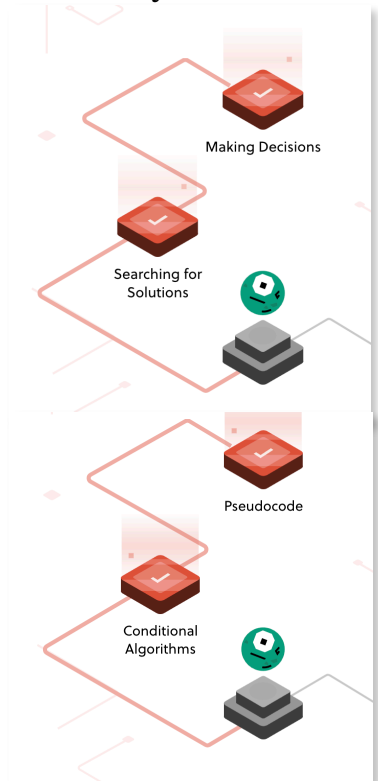 Making Decisions
Searching for
Solutions
Pseudocode
Conditional
Algorithms